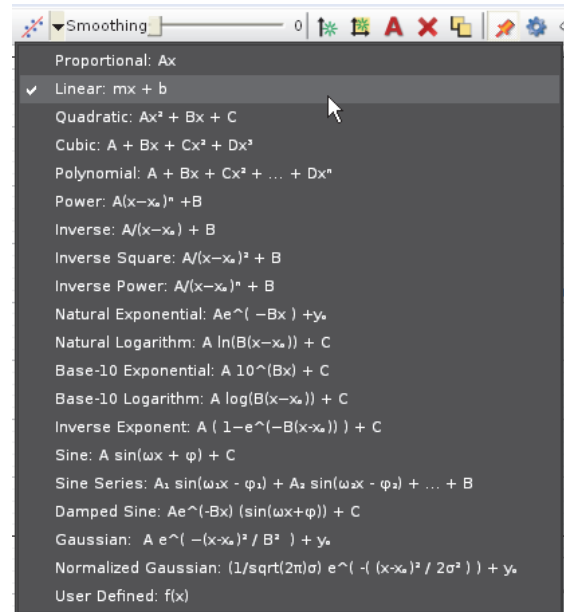 Smoothing 0 A
Proportional: Ax
Linear: mx + b
Quadratic: Ax² + Bx + C
Cubic: A + Bx + Cx² + Dx³
Polynomial: A + Bx + Cx² + ... + Dxⁿ
Power: A(x−xₒ)ⁿ +B
Inverse: A/(x−xₒ) + B
Inverse Square: A/(x−xₒ)² + B
Inverse Power: A/(x−xₒ)ⁿ + B
Natural Exponential: Ae^( −Bx ) +yₒ
Natural Logarithm: A ln(B(x−xₒ)) + C
Base-10 Exponential: A 10^(Bx) + C
Base-10 Logarithm: A log(B(x−xₒ)) + C
Inverse Exponent: A ( 1−e^(−B(x-xₒ)) ) + C
Sine: A sin(ωx + φ) + C
Sine Series: A₁ sin(ω₁x - φ₁) + A₂ sin(ω₂x - φ₂) + ... + B
Damped Sine: Ae^(-Bx) (sin(ωx+φ)) + C
Gaussian: A e^( −(x-xₒ)² / B² ) + yₒ
Normalized Gaussian: (1/sqrt(2π)σ) e^( -( (x-xₒ)² / 2σ² ) ) + yₒ
User Defined: f(x)